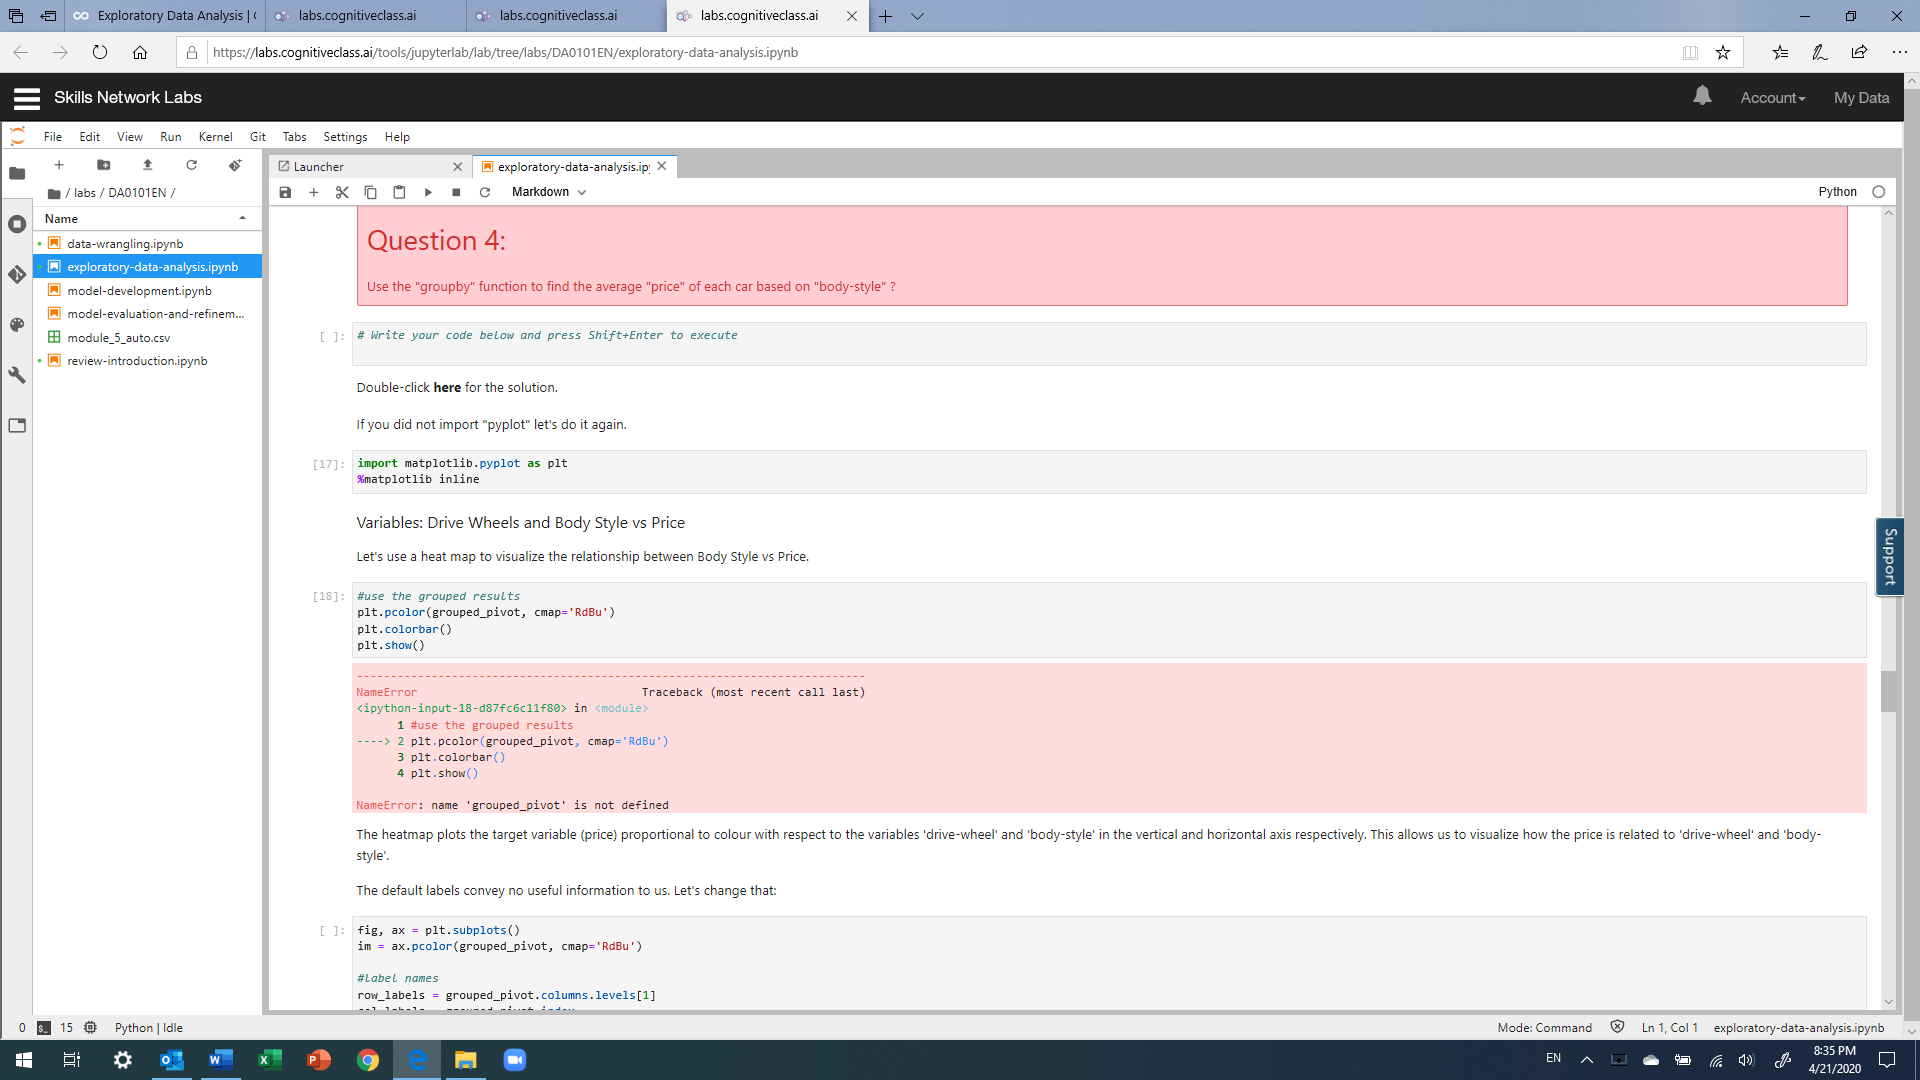 Exploratory Data Analysis |
labs.cognitiveclass.ai
labs.cognitiveclass.ai
labs.cognitiveclass.ai
https://labs.cognitiveclass.ai/tools/jupyterlab/lab/tree/labs/DA0101EN/exploratory-data-analysis.ipynb
Skills Network Labs
Account
My Data
File Edit View Run Kernel Git Tabs Settings Help
Launcher
exploratory-data-analysis.ip
/ labs / DA0101EN /
Markdown
Python
Name
data-wrangling.ipynb
exploratory-data-analysis.ipynb
model-development.ipynb
model-evaluation-and-refinem...
module_5_auto.csv
review-introduction.ipynb
Question 4:
Use the "groupby" function to find the average "price" of each car based on "body-style" ?
[ ]: # Write your code below and press Shift+Enter to execute
Double-click here for the solution.
If you did not import "pyplot" let's do it again.
[17]: import matplotlib.pyplot as plt
%matplotlib inline
Variables: Drive Wheels and Body Style vs Price
Let's use a heat map to visualize the relationship between Body Style vs Price.
[18]: #use the grouped results
plt.pcolor(grouped_pivot, cmap='RdBu')
plt.colorbar()
plt.show()
---------------------------------------------------------------------------
NameError Traceback (most recent call last)
<ipython-input-18-d87fc6c11f80> in <module>
1 #use the grouped results
----> 2 plt.pcolor(grouped_pivot, cmap='RdBu')
3 plt.colorbar()
4 plt.show()
NameError: name 'grouped_pivot' is not defined
The heatmap plots the target variable (price) proportional to colour with respect to the variables 'drive-wheel' and 'body-style' in the vertical and horizontal axis respectively. This allows us to visualize how the price is related to 'drive-wheel' and 'body-
style'.
The default labels convey no useful information to us. Let's change that:
[ ]: fig, ax = plt.subplots()
im = ax.pcolor(grouped_pivot, cmap='RdBu')
#label names
row_labels = grouped_pivot.columns.levels[1]
Support
0 15 Python | Idle
Mode: Command
Ln 1, Col 1
exploratory-data-analysis.ipynb
EN
8:35 PM
4/21/2020